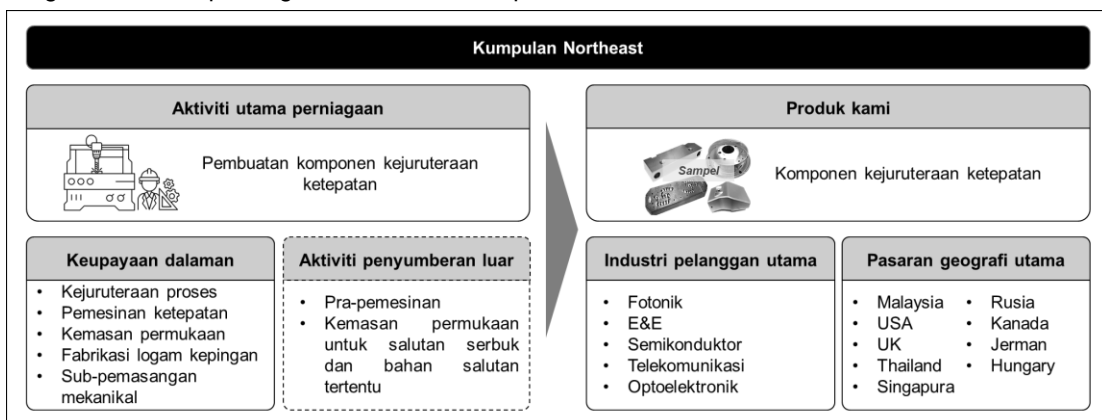 Kumpulan Northeast
Aktiviti utama perniagaan
Pembuatan komponen kejuruteraan
ketepatan
Keupayaan dalaman
• Kejuruteraan proses
• Pemesinan ketepatan
• Kemasan permukaan
• Fabrikasi logam kepingan
• Sub-pemasangan
mekanikal
Aktiviti penyumberan luar
• Pra-pemesinan
• Kemasan permukaan
untuk salutan serbuk
dan bahan salutan
tertentu
Produk kami
Sampel
Komponen kejuruteraan ketepatan
Industri pelanggan utama
• Fotonik
• E&E
• Semikonduktor
• Telekomunikasi
• Optoelektronik
Pasaran geografi utama
• Malaysia
• USA
• UK
• Thailand
• Singapura
• Rusia
• Kanada
• Jerman
• Hungary